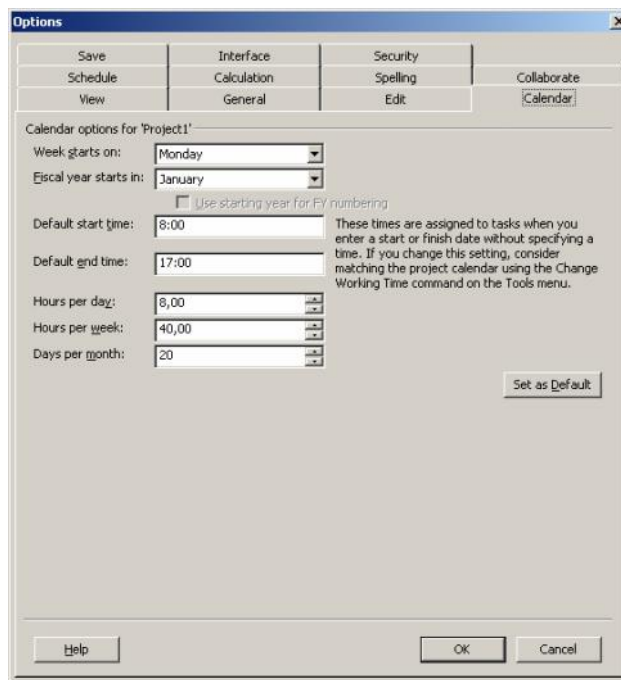 Options
Save
Interface
Security
Schedule
Calculation
Spelling
Collaborate
View
General
Edit
Calendar
Calendar options for 'Project1'
Week starts on:
Monday
Fiscal year starts in:
January
Use starting year for FY numbering
Default start time:
8:00
These times are assigned to tasks when you
enter a start or finish date without specifying a
time. If you change this setting, consider
matching the project calendar using the Change
Working Time command on the Tools menu.
Default end time:
17:00
Hours per day:
8,00
Hours per week:
40,00
Days per month:
20
Set as Default
Help
OK
Cancel